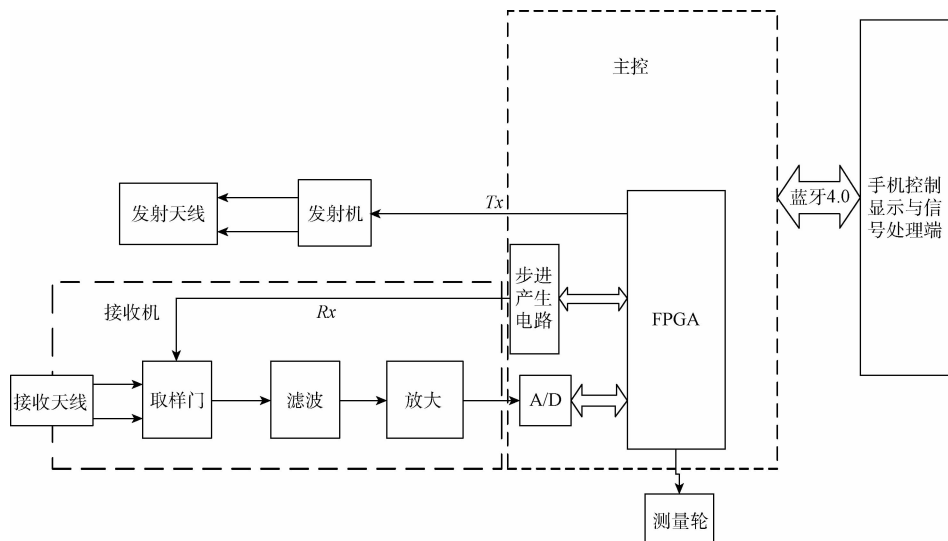 主控
手机控制
显示与信
号处理端
蓝牙4.0
发射天线
发射机
Tx
步进
产生
电路
FPGA
接收机
Rx
接收天线
取样门
滤波
放大
A/D
测量轮